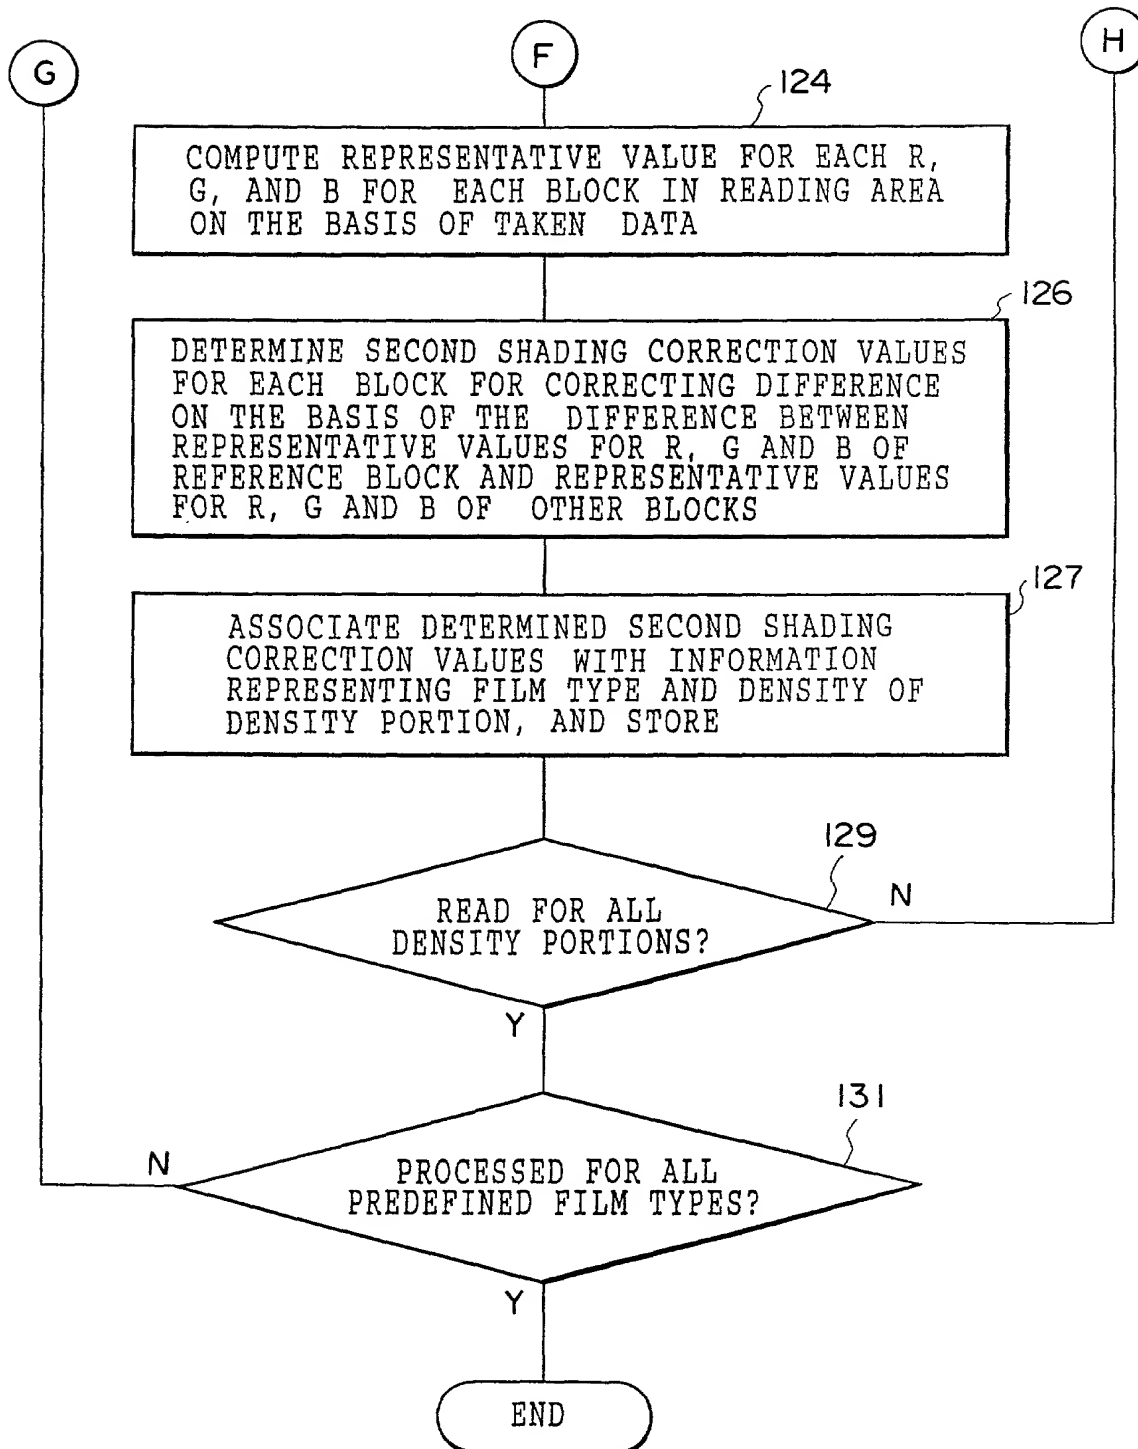 G
F
H
124
COMPUTE REPRESENTATIVE VALUE FOR EACH R,
G, AND B FOR EACH BLOCK IN READING AREA
ON THE BASIS OF TAKEN DATA
126
DETERMINE SECOND SHADING CORRECTION VALUES
FOR EACH BLOCK FOR CORRECTING DIFFERENCE
ON THE BASIS OF THE DIFFERENCE BETWEEN
REPRESENTATIVE VALUES FOR R, G AND B OF
REFERENCE BLOCK AND REPRESENTATIVE VALUES
FOR R, G AND B OF OTHER BLOCKS
127
ASSOCIATE DETERMINED SECOND SHADING
CORRECTION VALUES WITH INFORMATION
REPRESENTING FILM TYPE AND DENSITY OF
DENSITY PORTION, AND STORE
129
READ FOR ALL
DENSITY PORTIONS?
N
Y
131
PROCESSED FOR ALL
PREDEFINED FILM TYPES?
N
Y
END